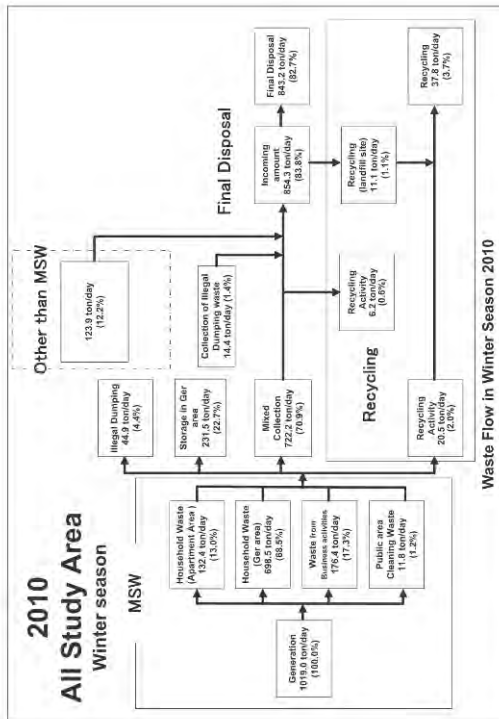 2010
All Study Area
Winter season
MSW
Generation
1019.0 ton/day
(100.0%)
Household Waste
(Apartment Area )
132.4 ton/day
(13.0%)
Household Waste
(Ger area)
698.5 ton/day
(68.5%)
Waste from
Business activities
176.4 ton/day
(17.3%)
Public area
Cleaning Waste
11.8 ton/day
(1.2%)
Illegal Dumping
44.9 ton/day
(4.4%)
Storage in Ger
area
231.5 ton/day
(22.7%)
Mixed
Collection
722.2 ton/day
(70.9%)
Recycling
Activity
20.5 ton/day
(2.0%)
Other than MSW
123.9 ton/day
(12.2%)
Collection of Illegal
Dumping waste
14.4 ton/day (1.4%)
Recycling
Recycling
Activity
6.2 ton/day
(0.6%)
Final Disposal
Incoming
amount
854.3 ton/day
(83.8%)
Recycling
(landfill site)
11.1 ton/day
(1.1%)
Final Disposal
843.2 ton/day
(82.7%)
Recycling
37.8 ton/day
(3.7%)
Waste Flow in Winter Season 2010